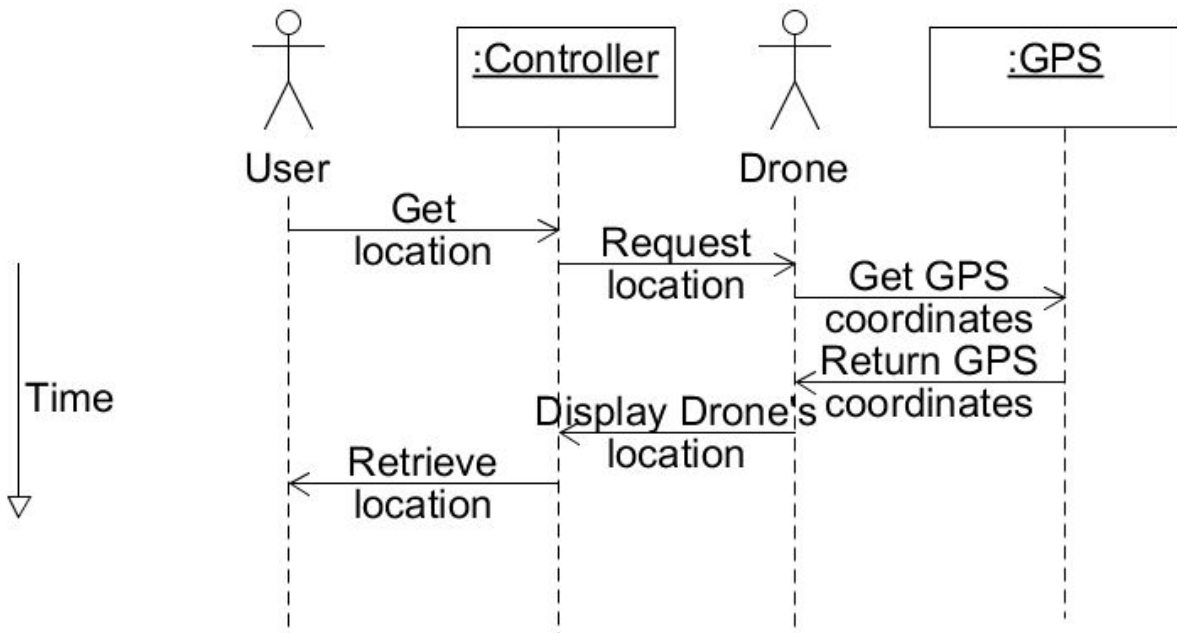 :Controller
:GPS
User
Drone
Get
location
Request
location
Get GPS
coordinates
Return GPS
coordinates
Time
Display Drone's
location
Retrieve
location